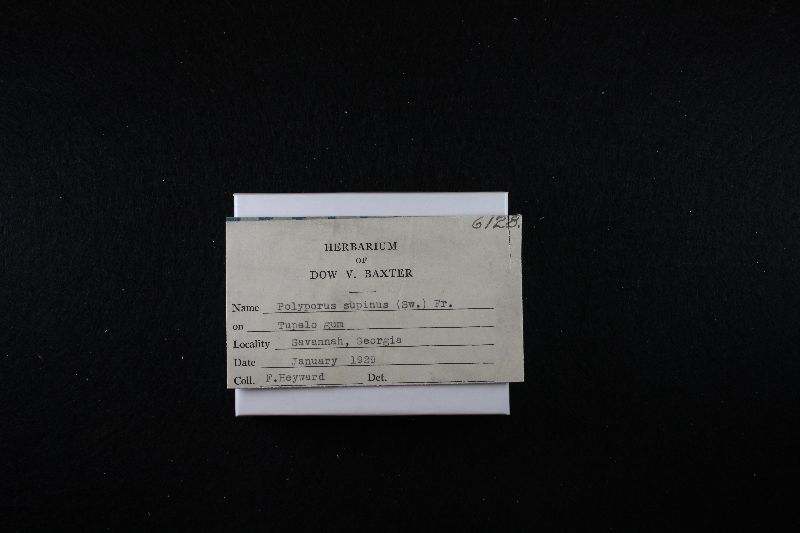 6128.
HERBARIUM
OF
DOW V. BAXTER
Name Polyporus supinus (Sw.) Fr.
on Tupelo gum
Locality Savannah, Georgia
Date January 1929
Coll. F.Heyward Det.